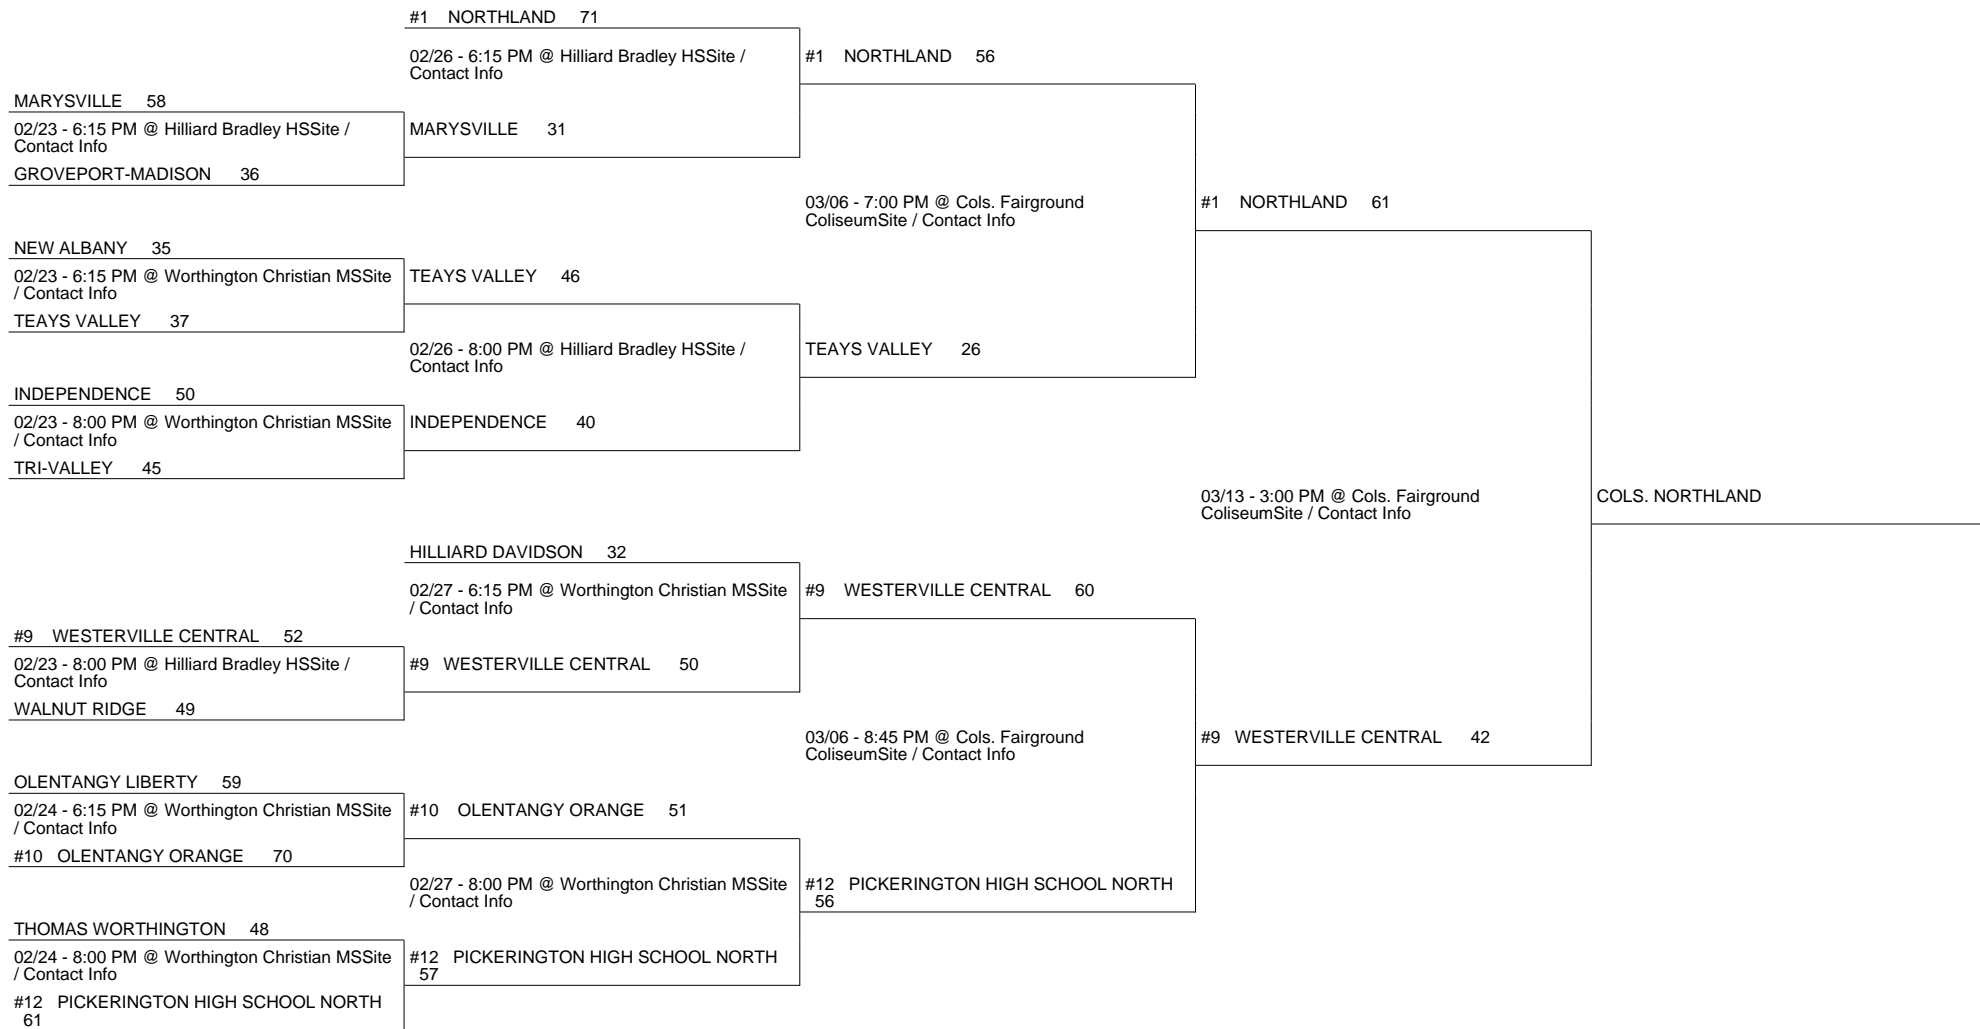 #1 NORTHLAND 71
02/26 - 6:15 PM @ Hilliard Bradley HSSite /
Contact Info
MARYSVILLE 58
02/23 - 6:15 PM @ Hilliard Bradley HSSite /
Contact Info
GROVEPORT-MADISON 36
MARYSVILLE 31
#1 NORTHLAND 56
NEW ALBANY 35
02/23 - 6:15 PM @ Worthington Christian MSSite
/ Contact Info
TEAYS VALLEY 37
TEAYS VALLEY 46
02/26 - 8:00 PM @ Hilliard Bradley HSSite /
Contact Info
INDEPENDENCE 50
02/23 - 8:00 PM @ Worthington Christian MSSite
/ Contact Info
TRI-VALLEY 45
INDEPENDENCE 40
TEAYS VALLEY 26
03/06 - 7:00 PM @ Cols. Fairground
ColiseumSite / Contact Info
#1 NORTHLAND 61
HILLIARD DAVIDSON 32
02/27 - 6:15 PM @ Worthington Christian MSSite
/ Contact Info
#9 WESTERVILLE CENTRAL 52
02/23 - 8:00 PM @ Hilliard Bradley HSSite /
Contact Info
WALNUT RIDGE 49
#9 WESTERVILLE CENTRAL 50
#9 WESTERVILLE CENTRAL 60
OLENTANGY LIBERTY 59
02/24 - 6:15 PM @ Worthington Christian MSSite
/ Contact Info
#10 OLENTANGY ORANGE 70
#10 OLENTANGY ORANGE 51
02/27 - 8:00 PM @ Worthington Christian MSSite
/ Contact Info
THOMAS WORTHINGTON 48
02/24 - 8:00 PM @ Worthington Christian MSSite
/ Contact Info
#12 PICKERINGTON HIGH SCHOOL NORTH
61
#12 PICKERINGTON HIGH SCHOOL NORTH
57
#12 PICKERINGTON HIGH SCHOOL NORTH
56
03/06 - 8:45 PM @ Cols. Fairground
ColiseumSite / Contact Info
#9 WESTERVILLE CENTRAL 42
03/13 - 3:00 PM @ Cols. Fairground
ColiseumSite / Contact Info
COLS. NORTHLAND